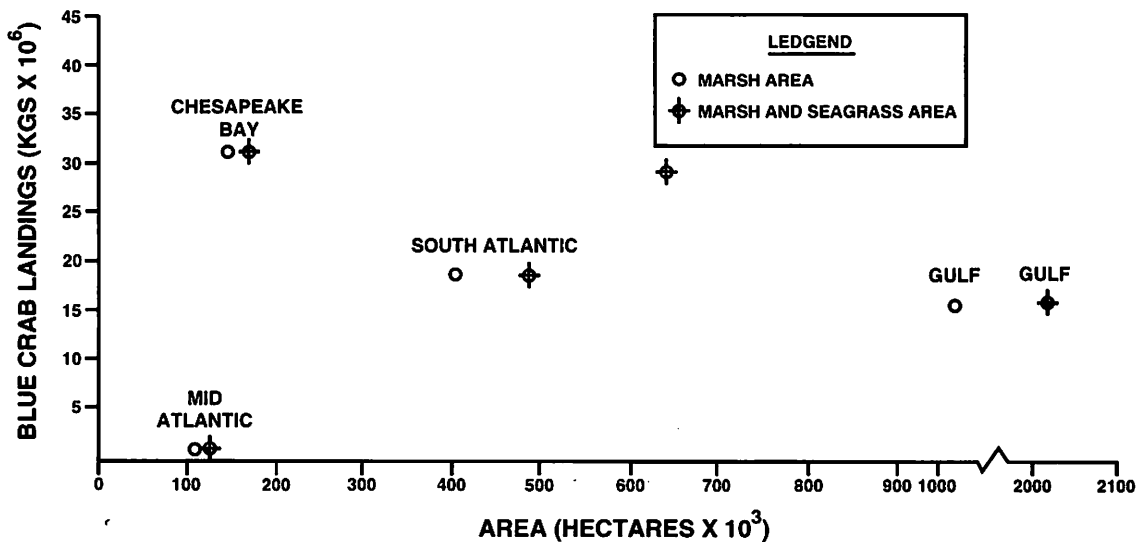 BLUE CRAB LANDINGS (KGS X 10⁶)
45
40
35
30
25
20
15
10
5
LEDGEND
MARSH AREA
MARSH AND SEAGRASS AREA
CHESAPEAKE
BAY
SOUTH ATLANTIC
GULF
GULF
MID
ATLANTIC
0 100 200 300 400 500 600 700 800 900 1000 2000 2100
AREA (HECTARES X 10³)